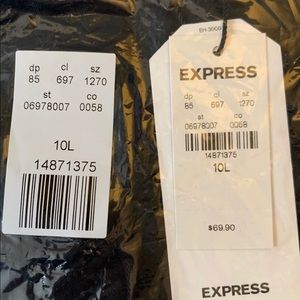 dp cl sz
85 697 1270
st co
06978007 0058
10L
14871375
EXPRESS
dp cl sz
85 697 1270
st co
06978007 0058
14871375
10L
$69.90
EXPRESS